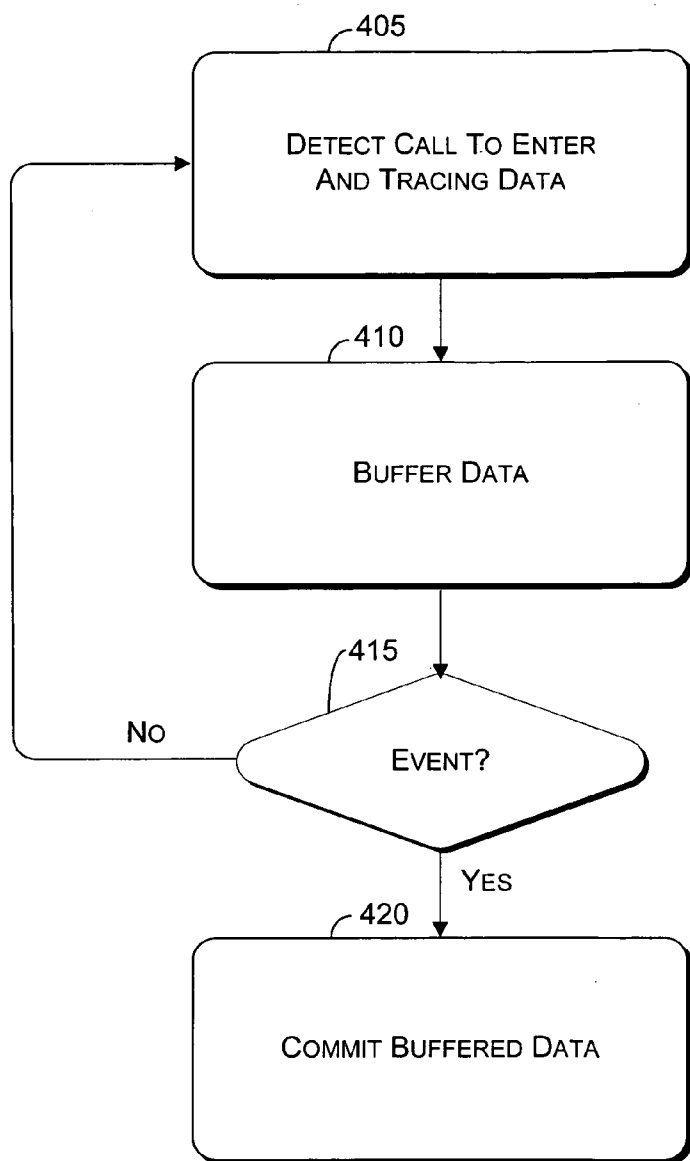 405
DETECT CALL TO ENTER
AND TRACING DATA
410
BUFFER DATA
415
NO
EVENT?
YES
420
COMMIT BUFFERED DATA